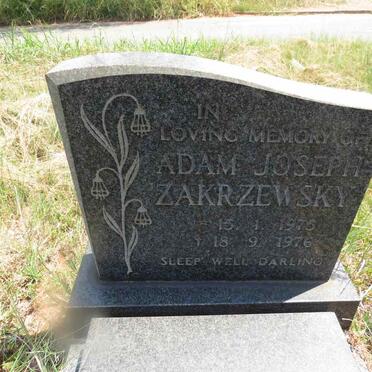 IN
LOVING MEMORY OF
ADAM JOSEPH
ZAKRZEWSKY
* 15. 1. 1975
† 18. 9. 1976
SLEEP WELL DARLING